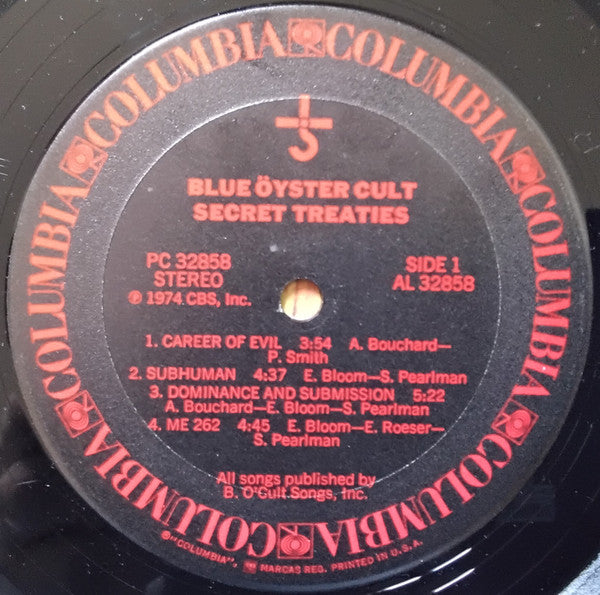 COLUMBIA COLUMBIA COLUMBIA COLUMBIA COLUMBIA COLUMBIA
BLUE ÖYSTER CULT
SECRET TREATIES
PC 32858 SIDE 1
STEREO AL 32858
Ⓟ 1974 CBS, Inc.
1. CAREER OF EVIL 3:54 A. Bouchard—
P. Smith
2. SUBHUMAN 4:37 E. Bloom—S. Pearlman
3. DOMINANCE AND SUBMISSION 5:22
A. Bouchard—E. Bloom—S. Pearlman
4. ME 262 4:45 E. Bloom—E. Roeser—
S. Pearlman
All songs published by
B. O'Cult Songs, Inc.
®"COLUMBIA", MARCAS REG. PRINTED IN U.S.A.